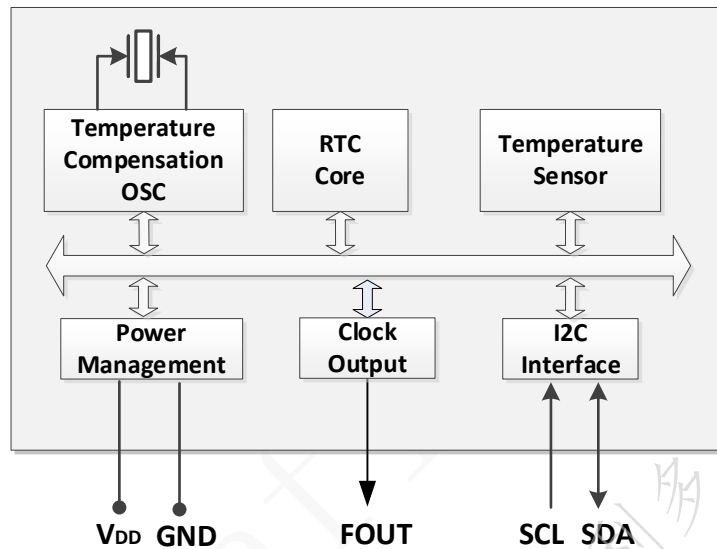 Temperature
Compensation
OSC
RTC
Core
Temperature
Sensor
Power
Management
Clock
Output
I2C
Interface
VDD GND FOUT SCL SDA